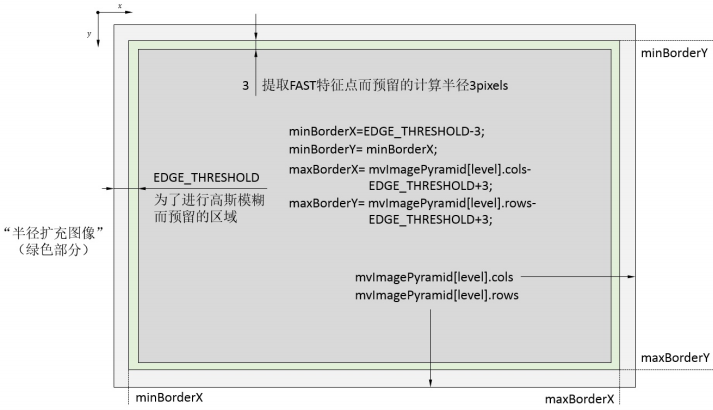 x
y
minBorderY
3 提取FAST特征点而预留的计算半径3pixels
minBorderX=EDGE_THRESHOLD-3;
minBorderY= minBorderX;
maxBorderX= mvImagePyramid[level].cols-
EDGE_THRESHOLD+3;
maxBorderY= mvImagePyramid[level].rows-
EDGE_THRESHOLD+3;
EDGE_THRESHOLD
为了进行高斯模糊
而预留的区域
“半径扩充图像”
（绿色部分）
mvImagePyramid[level].cols
mvImagePyramid[level].rows
maxBorderY
minBorderX
maxBorderX